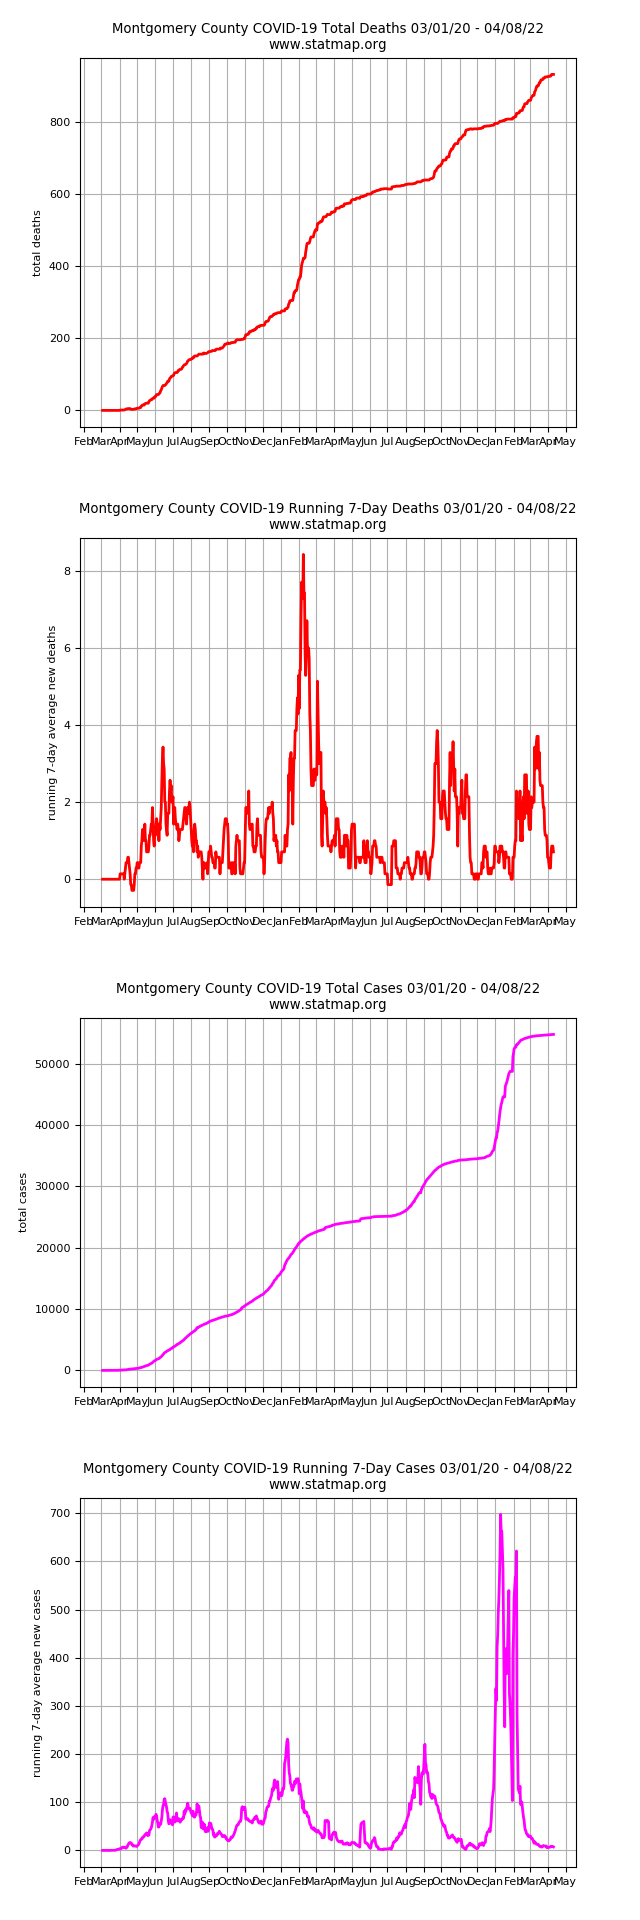 Montgomery County COVID-19 Total Deaths 03/01/20 - 04/08/22
www.statmap.org
800
600
400
200
0
total deaths
Feb Mar Apr May Jun Jul Aug Sep Oct Nov Dec Jan Feb Mar Apr May Jun Jul Aug Sep Oct Nov Dec Jan Feb Mar Apr May
Montgomery County COVID-19 Running 7-Day Deaths 03/01/20 - 04/08/22
www.statmap.org
8
6
4
2
0
running 7-day average new deaths
Feb Mar Apr May Jun Jul Aug Sep Oct Nov Dec Jan Feb Mar Apr May Jun Jul Aug Sep Oct Nov Dec Jan Feb Mar Apr May
Montgomery County COVID-19 Total Cases 03/01/20 - 04/08/22
www.statmap.org
50000
40000
30000
20000
10000
0
total cases
Feb Mar Apr May Jun Jul Aug Sep Oct Nov Dec Jan Feb Mar Apr May Jun Jul Aug Sep Oct Nov Dec Jan Feb Mar Apr May
Montgomery County COVID-19 Running 7-Day Cases 03/01/20 - 04/08/22
www.statmap.org
700
600
500
400
300
200
100
0
running 7-day average new cases
Feb Mar Apr May Jun Jul Aug Sep Oct Nov Dec Jan Feb Mar Apr May Jun Jul Aug Sep Oct Nov Dec Jan Feb Mar Apr May